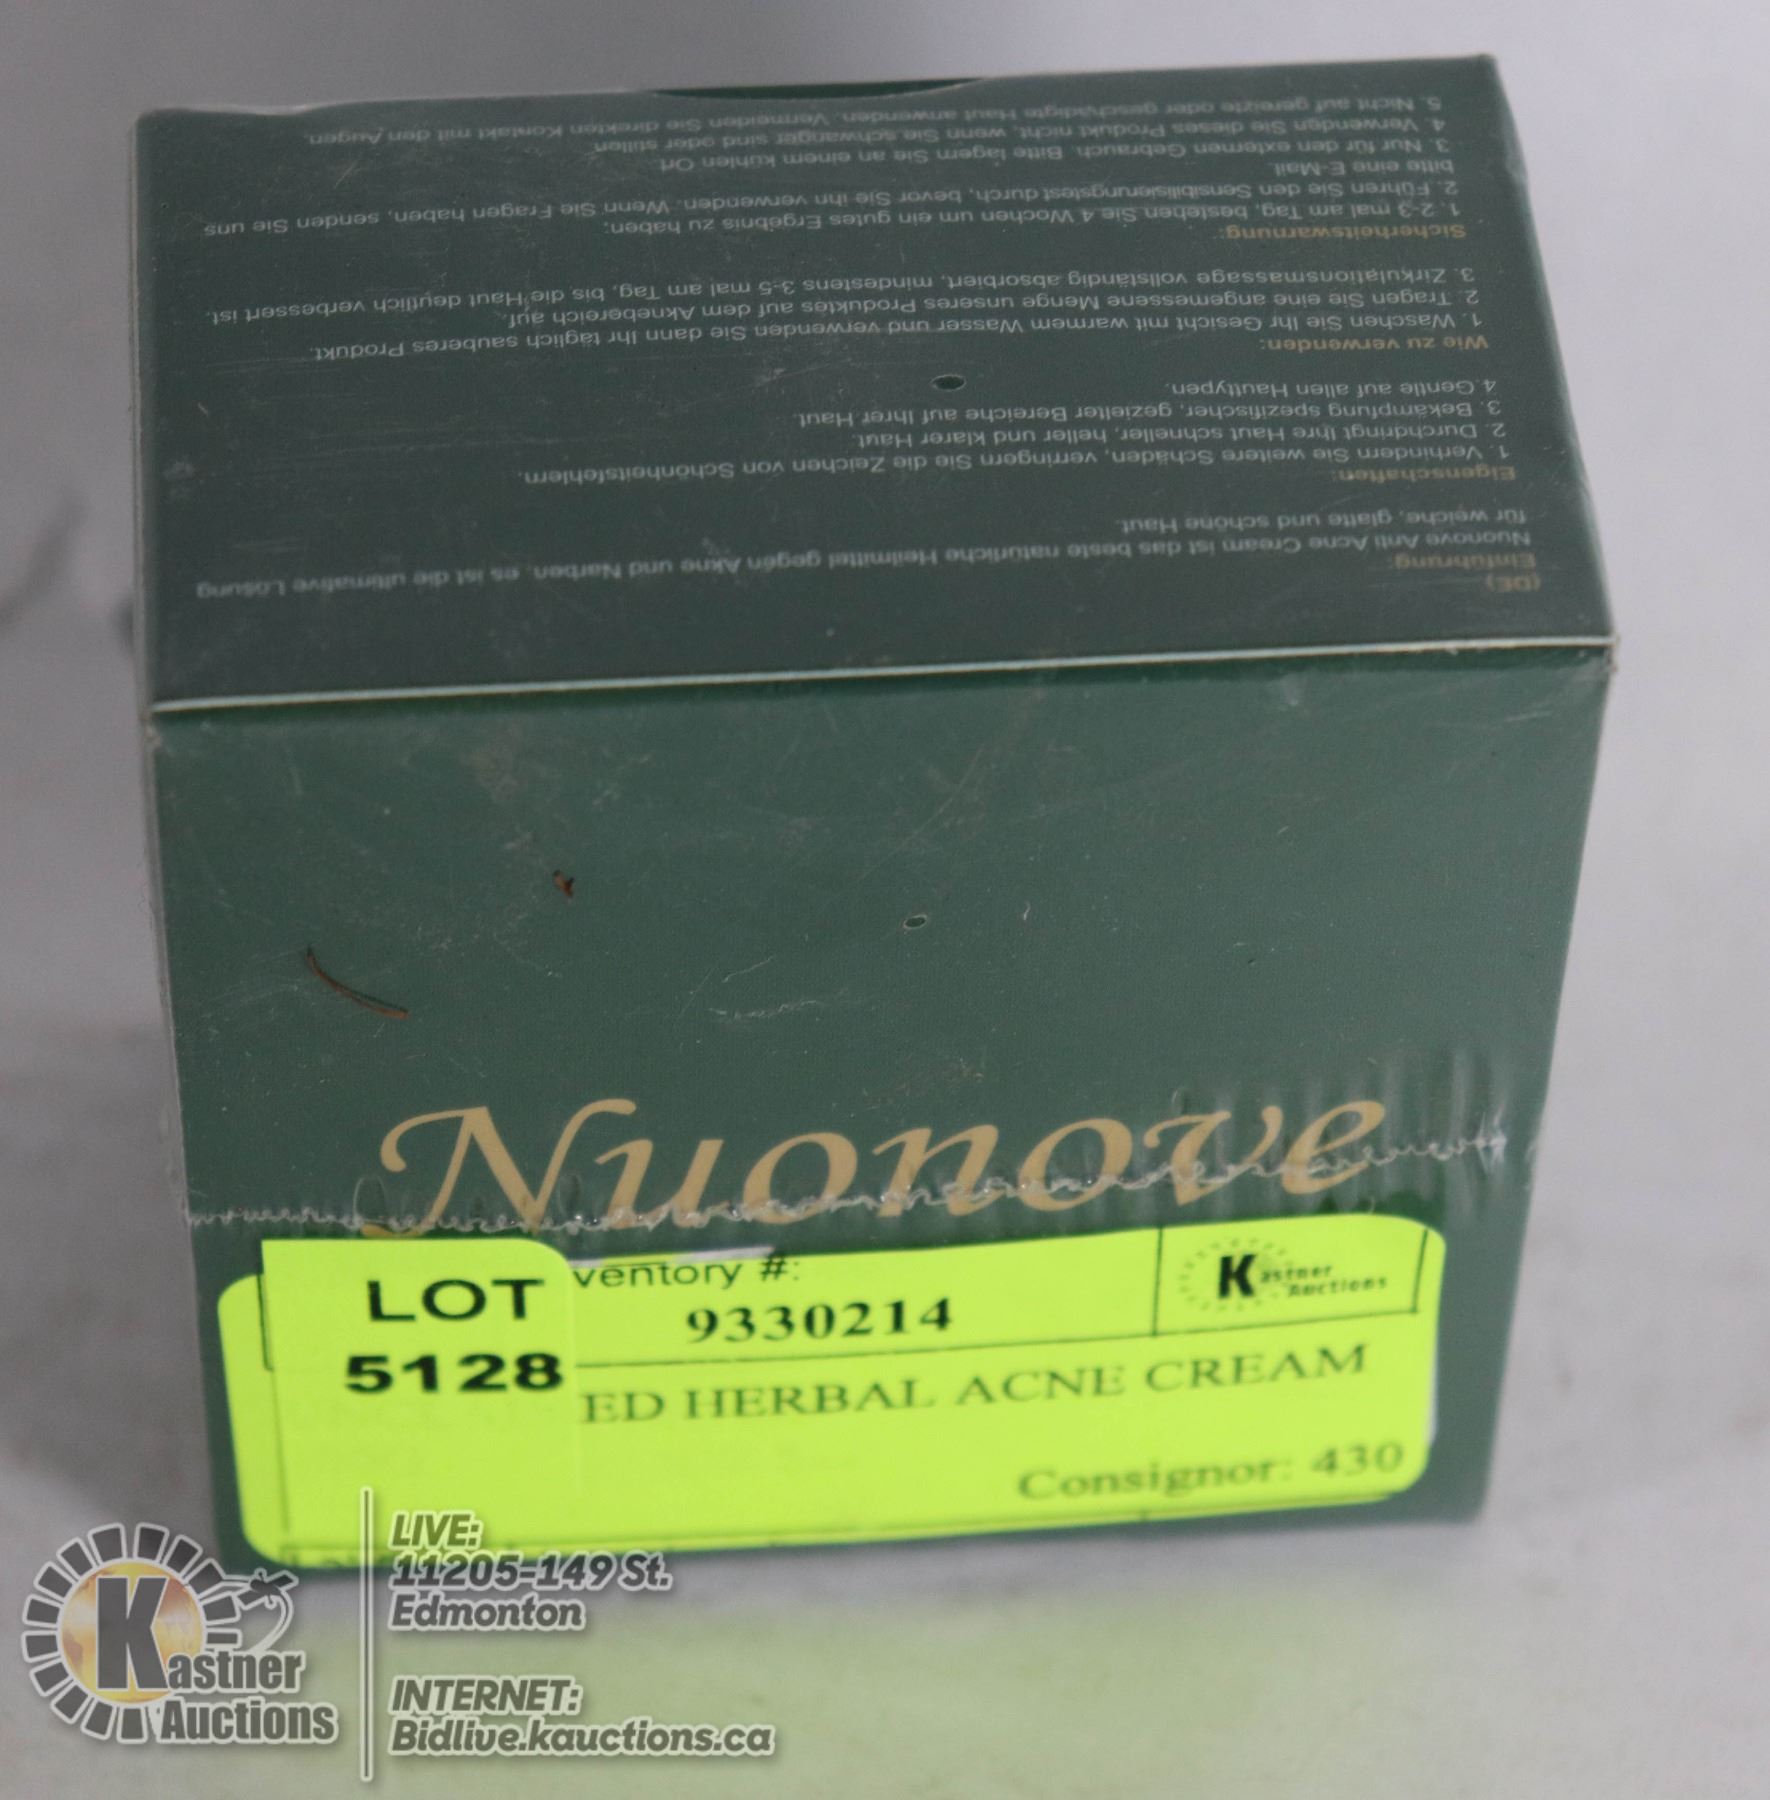 (DE)
Einführung:
Nuonove Anti Acne Cream ist das beste natürliche Heilmittel gegen Akne und Narben, es ist die ultimative Lösung
für weiche, glatte und schöne Haut.
Eigenschaften:
1. Verhindern Sie weitere Schäden, verringern Sie die Zeichen von Schönheitsfehlern.
2. Durchdringt Ihre Haut schneller, heller und klarer Haut.
3. Bekämpfung spezifischer, gezielter Bereiche auf Ihrer Haut.
4.Gentle auf allen Hauttypen.
Wie zu verwenden:
1. Waschen Sie Ihr Gesicht mit warmem Wasser und verwenden Sie dann Ihr täglich sauberes Produkt.
2. Tragen Sie eine angemessene Menge unseres Produktes auf dem Aknebereich auf.
3. Zirkulationsmassage vollständig absorbiert, mindestens 3-5 mal am Tag, bis die Haut deutlich verbessert ist.
Sicherheitswarnung:
1. 2-3 mal am Tag, bestehen Sie 4 Wochen um ein gutes Ergebnis zu haben;
2. Führen Sie den Sensibilisierungstest durch, bevor Sie ihn verwenden. Wenn Sie Fragen haben, senden Sie uns
bitte eine E-Mail.
3. Nur für den externen Gebrauch. Bitte lagern Sie an einem kühlen Ort
4. Verwenden Sie dieses Produkt nicht, wenn Sie schwanger sind oder stillen.
5. Nicht auf gereizte oder geschädigte Haut anwenden. Vermeiden Sie direkten Kontakt mit den Augen.
Nuonove
LOT
5128
ventory #:
9330214
Kastner
Auctions
ED HERBAL ACNE CREAM
Consignor: 430
Kastner
Auctions
LIVE:
11205-149 St.
Edmonton
INTERNET:
Bidlive.kauctions.ca